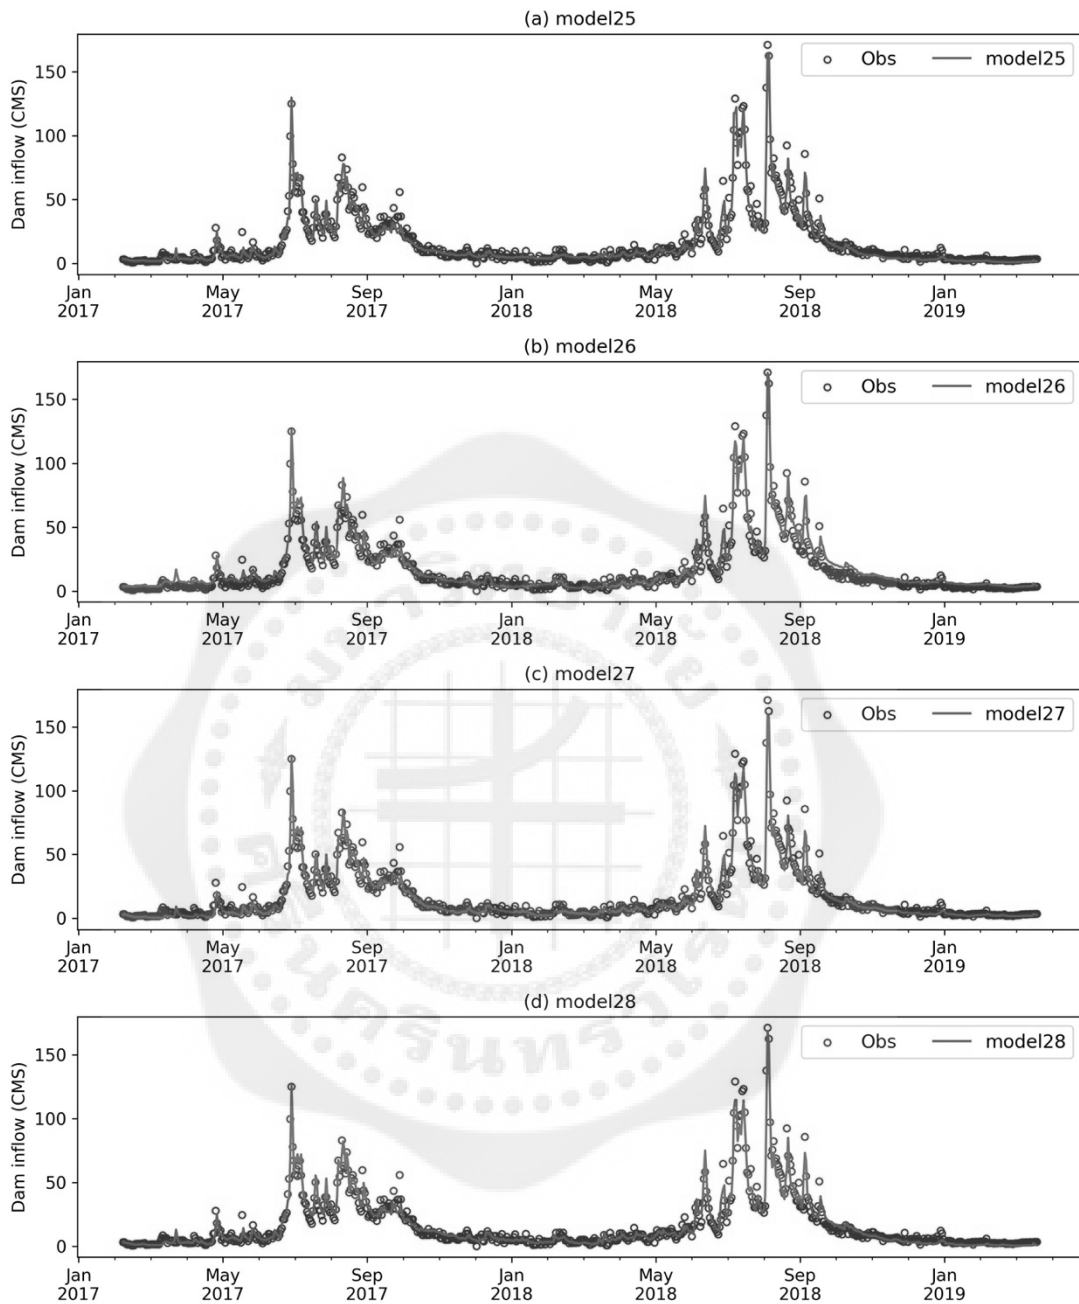 (a) model25
Dam inflow (CMS)
150
100
50
0
Obs model25
Jan May Sep Jan May Sep Jan
2017 2017 2017 2018 2018 2018 2019
(b) model26
Dam inflow (CMS)
150
100
50
0
Obs model26
Jan May Sep Jan May Sep Jan
2017 2017 2017 2018 2018 2018 2019
(c) model27
Dam inflow (CMS)
150
100
50
0
Obs model27
Jan May Sep Jan May Sep Jan
2017 2017 2017 2018 2018 2018 2019
(d) model28
Dam inflow (CMS)
150
100
50
0
Obs model28
Jan May Sep Jan May Sep Jan
2017 2017 2017 2018 2018 2018 2019